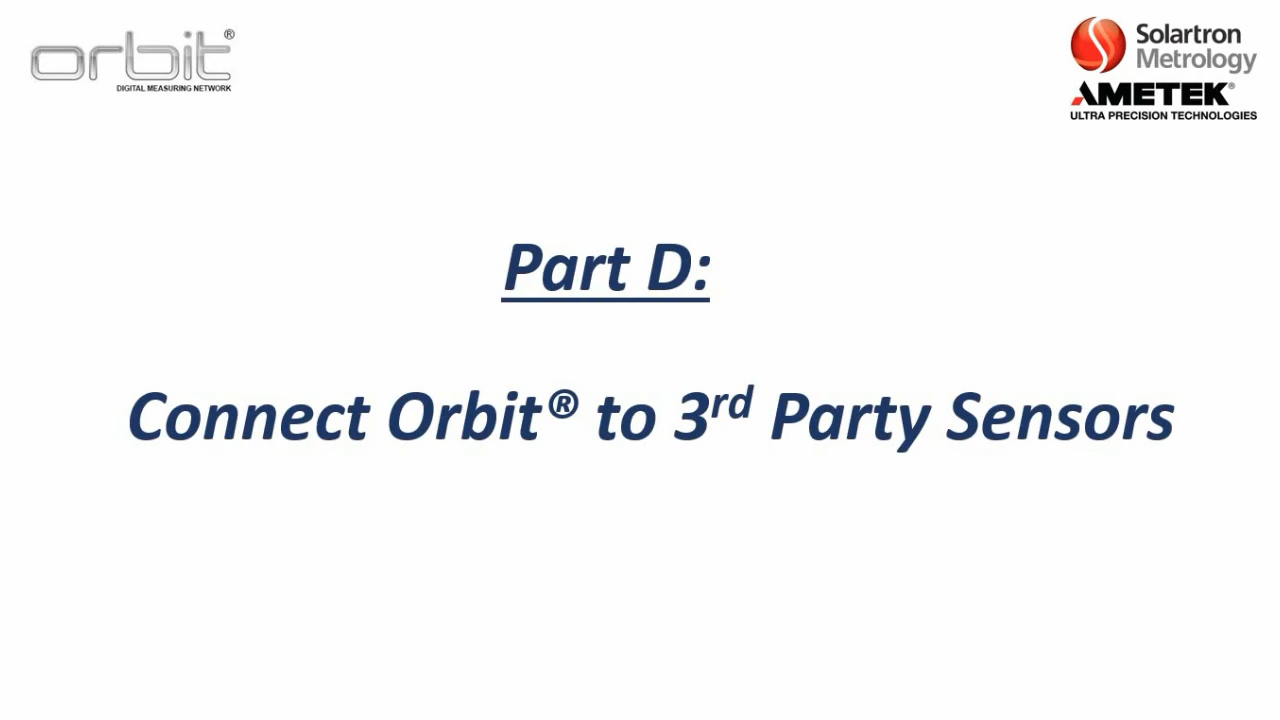 orbit®
DIGITAL MEASURING NETWORK
Solartron
Metrology
AMETEK®
ULTRA PRECISION TECHNOLOGIES
Part D:
Connect Orbit® to 3rd Party Sensors